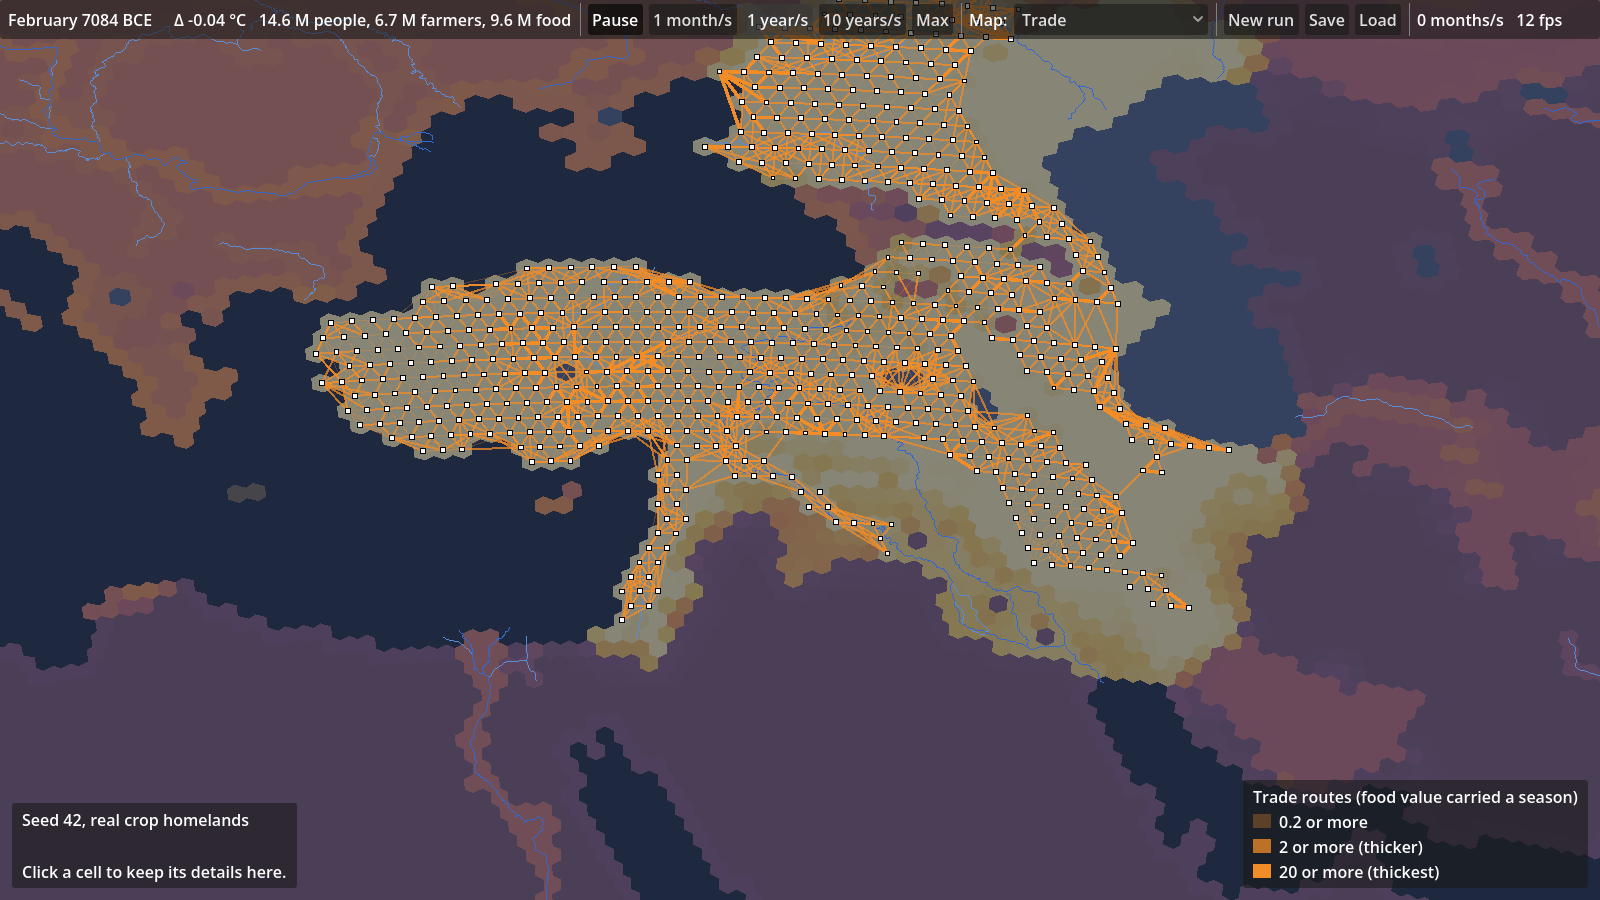 February 7084 BCE Δ -0.04 °C 14.6 M people, 6.7 M farmers, 9.6 M food Pause 1 month/s 1 year/s 10 years/s Max Map: Trade New run Save Load 0 months/s 12 fps
Seed 42, real crop homelands
Click a cell to keep its details here.
Trade routes (food value carried a season)
0.2 or more
2 or more (thicker)
20 or more (thickest)